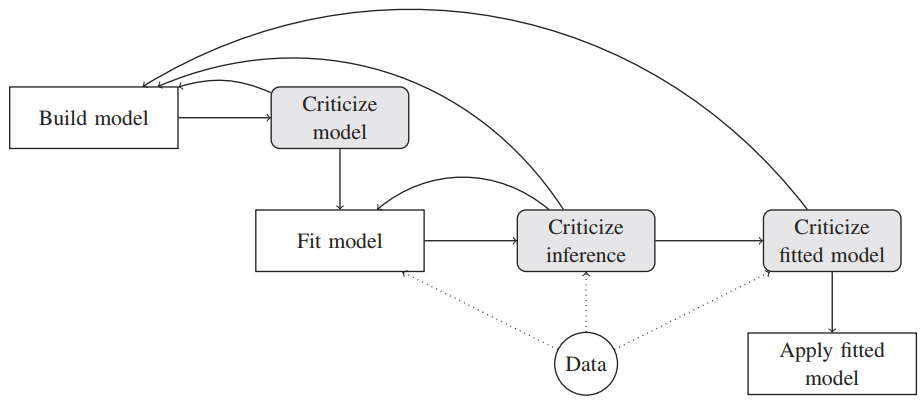 Build model
Criticize
model
Fit model
Criticize
inference
Criticize
fitted model
Data
Apply fitted
model